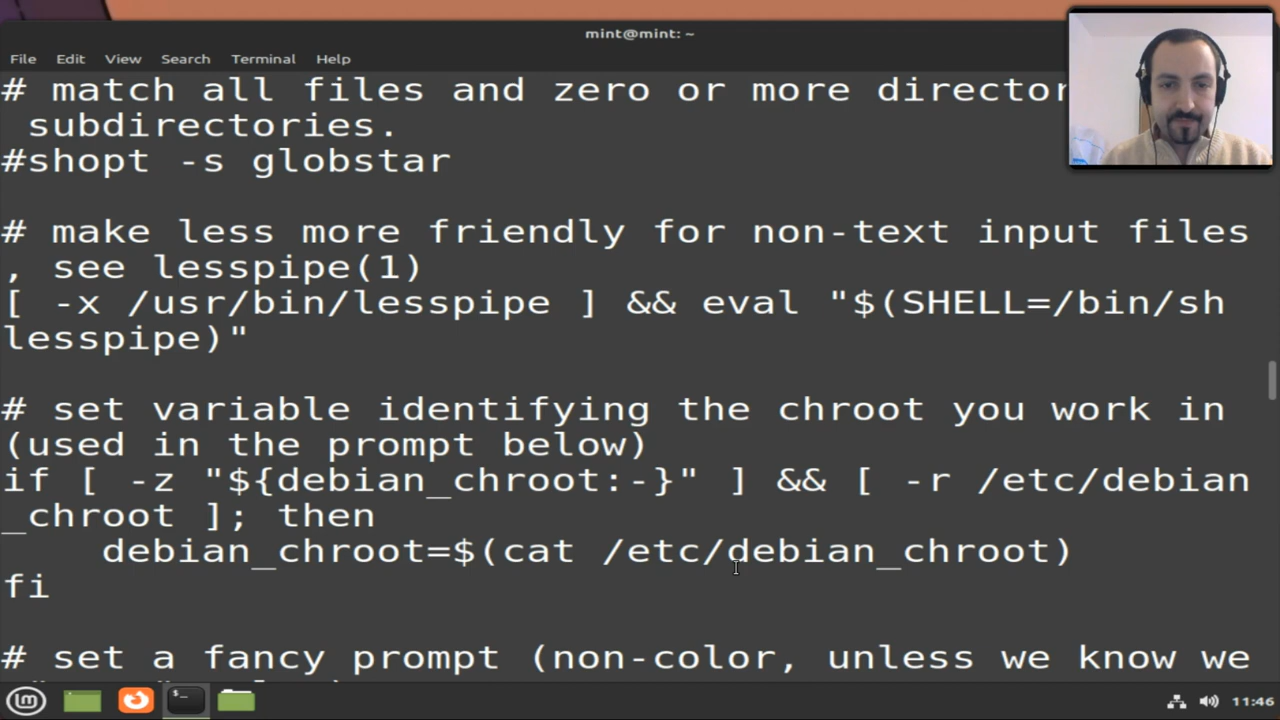 mint@mint: ~
File Edit View Search Terminal Help
# match all files and zero or more director
subdirectories.
#shopt -s globstar
# make less more friendly for non-text input files
, see lesspipe(1)
[ -x /usr/bin/lesspipe ] && eval "$(SHELL=/bin/sh
lesspipe)"
# set variable identifying the chroot you work in
(used in the prompt below)
if [ -z "${debian_chroot:-}" ] && [ -r /etc/debian
_chroot ]; then
    debian_chroot=$(cat /etc/debian_chroot)
fi
# set a fancy prompt (non-color, unless we know we
11:46